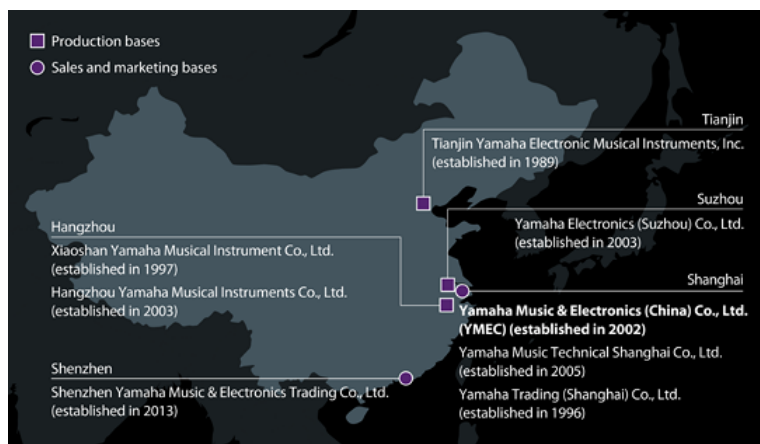 Production bases
Sales and marketing bases
Tianjin
Tianjin Yamaha Electronic Musical Instruments, Inc.
(established in 1989)
Suzhou
Yamaha Electronics (Suzhou) Co., Ltd.
(established in 2003)
Hangzhou
Xiaoshan Yamaha Musical Instrument Co., Ltd.
(established in 1997)
Hangzhou Yamaha Musical Instruments Co., Ltd.
(established in 2003)
Shanghai
Yamaha Music & Electronics (China) Co., Ltd.
(YMEC) (established in 2002)
Yamaha Music Technical Shanghai Co., Ltd.
(established in 2005)
Yamaha Trading (Shanghai) Co., Ltd.
(established in 1996)
Shenzhen
Shenzhen Yamaha Music & Electronics Trading Co., Ltd.
(established in 2013)